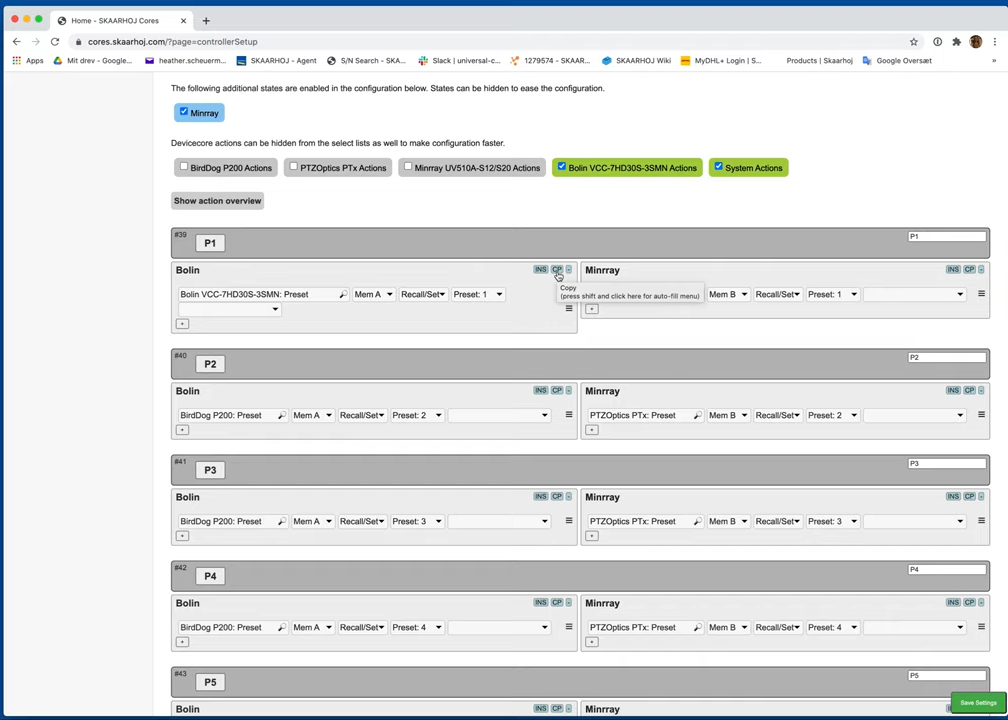 Home - SKAARHOJ Cores
cores.skaarhoj.com/?page=controllerSetup
Apps Mit drev - Google... heather.scheuerm... SKAARHOJ - Agent S/N Search - SKA... Slack | universal-c... 1279574 - SKAAR... SKAARHOJ Wiki MyDHL+ Login | S... Products | Skaarhoj Google Oversæt »
The following additional states are enabled in the configuration below. States can be hidden to ease the configuration.
Minrray
Devicecore actions can be hidden from the select lists as well to make configuration faster.
BirdDog P200 Actions PTZOptics PTx Actions Minrray UV510A-S12/S20 Actions Bolin VCC-7HD30S-3SMN Actions System Actions
Show action overview
#39 P1 P1
Bolin INS CP - Minrray INS CP -
Bolin VCC-7HD30S-3SMN: Preset Mem A Recall/Set Preset: 1 Mem B Recall/Set Preset: 1
Copy
(press shift and click here for auto-fill menu)
+ +
#40 P2 P2
Bolin INS CP - Minrray INS CP -
BirdDog P200: Preset Mem A Recall/Set Preset: 2 PTZOptics PTx: Preset Mem B Recall/Set Preset: 2
+ +
#41 P3 P3
Bolin INS CP - Minrray INS CP -
BirdDog P200: Preset Mem A Recall/Set Preset: 3 PTZOptics PTx: Preset Mem B Recall/Set Preset: 3
+ +
#42 P4 P4
Bolin INS CP - Minrray INS CP -
BirdDog P200: Preset Mem A Recall/Set Preset: 4 PTZOptics PTx: Preset Mem B Recall/Set Preset: 4
+ +
#43 P5 P5
Bolin INS CP - Minrray INS CP -
Save Settings